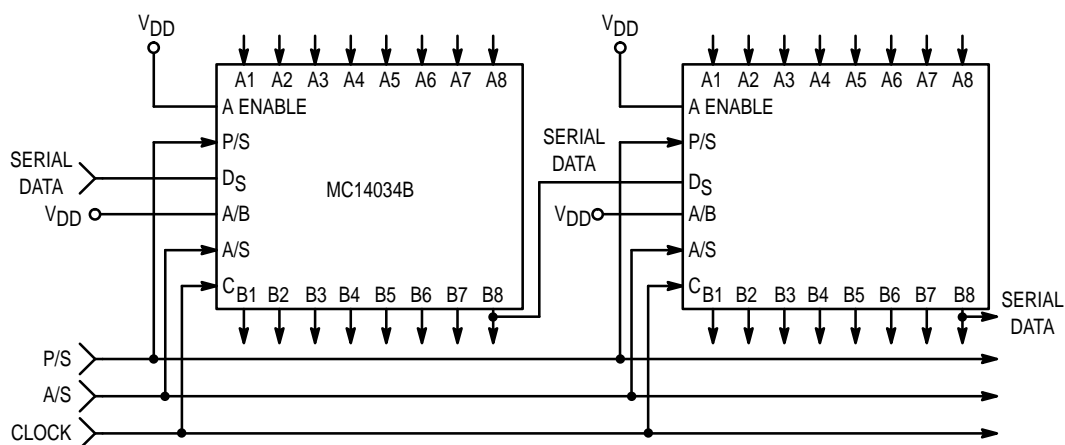 VDD VDD
A1 A2 A3 A4 A5 A6 A7 A8 A1 A2 A3 A4 A5 A6 A7 A8
A ENABLE A ENABLE
P/S SERIAL DATA P/S
SERIAL DATA DS MC14034B DS
VDD A/B VDD A/B
A/S A/S
C C
B1 B2 B3 B4 B5 B6 B7 B8 B1 B2 B3 B4 B5 B6 B7 B8 SERIAL DATA
P/S
A/S
CLOCK